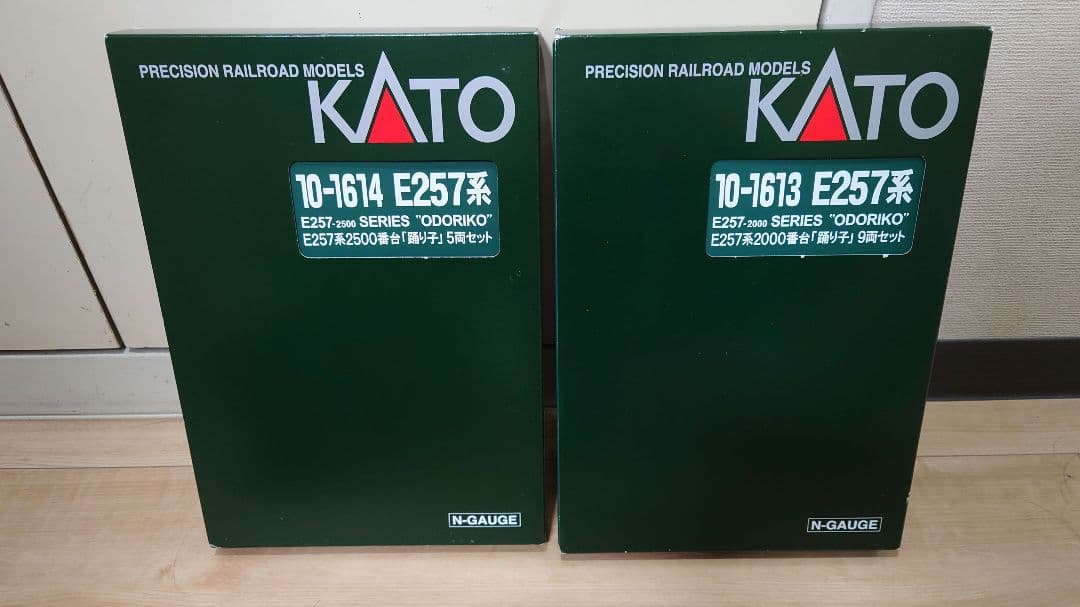 PRECISION RAILROAD MODELS
KATO
10-1614 E257系
E257-2500 SERIES "ODORIKO"
E257系2500番台「踊り子」5両セット
N-GAUGE
PRECISION RAILROAD MODELS
KATO
10-1613 E257系
E257-2000 SERIES "ODORIKO"
E257系2000番台「踊り子」9両セット
N-GAUGE